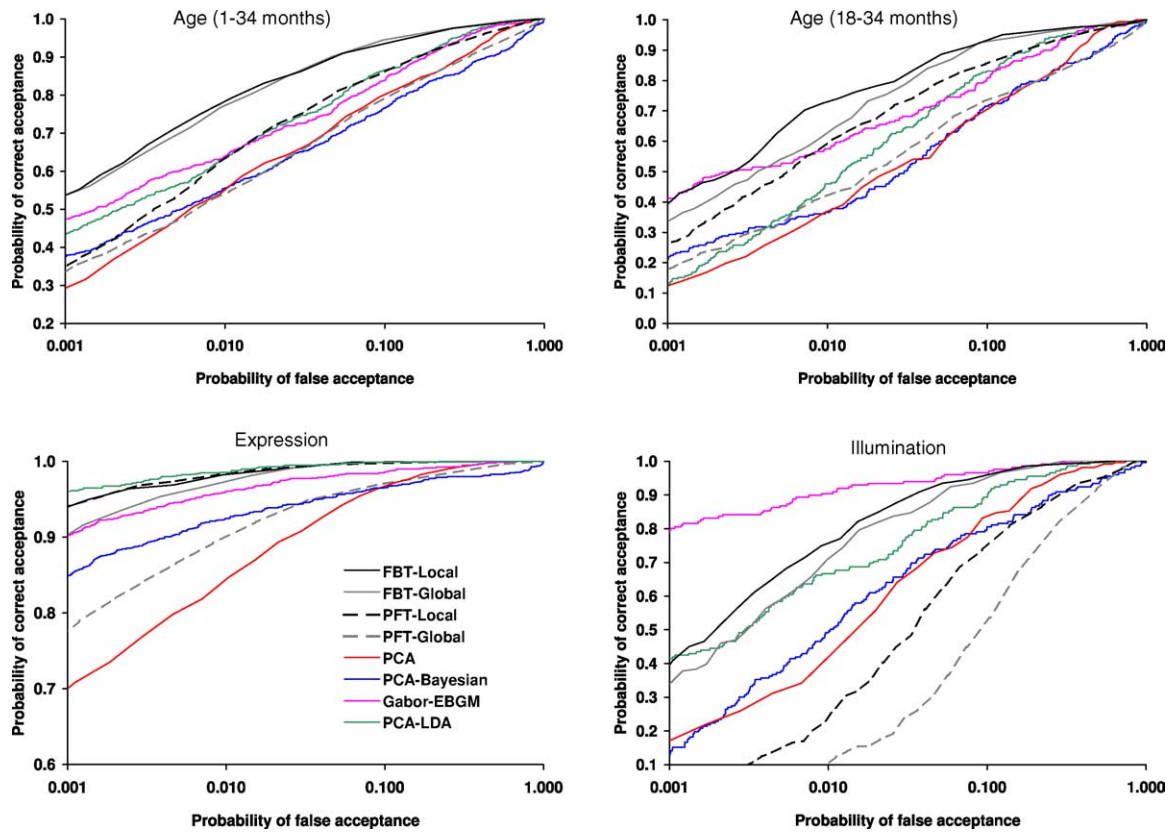 Age (1-34 months)
1.0
0.9
0.8
0.7
0.6
0.5
0.4
0.3
0.2
Probability of correct acceptance
0.001
0.010
0.100
1.000
Probability of false acceptance
Age (18-34 months)
1.0
0.9
0.8
0.7
0.6
0.5
0.4
0.3
0.2
0.1
0.0
Probability of correct acceptance
0.001
0.010
0.100
1.000
Probability of false acceptance
Expression
1.0
0.9
0.8
0.7
0.6
Probability of correct acceptance
FBT-Local
FBT-Global
PFT-Local
PFT-Global
PCA
PCA-Bayesian
Gabor-EBGM
PCA-LDA
0.001
0.010
0.100
1.000
Probability of false acceptance
Illumination
1.0
0.9
0.8
0.7
0.6
0.5
0.4
0.3
0.2
0.1
Probability of correct acceptance
0.001
0.010
0.100
1.000
Probability of false acceptance